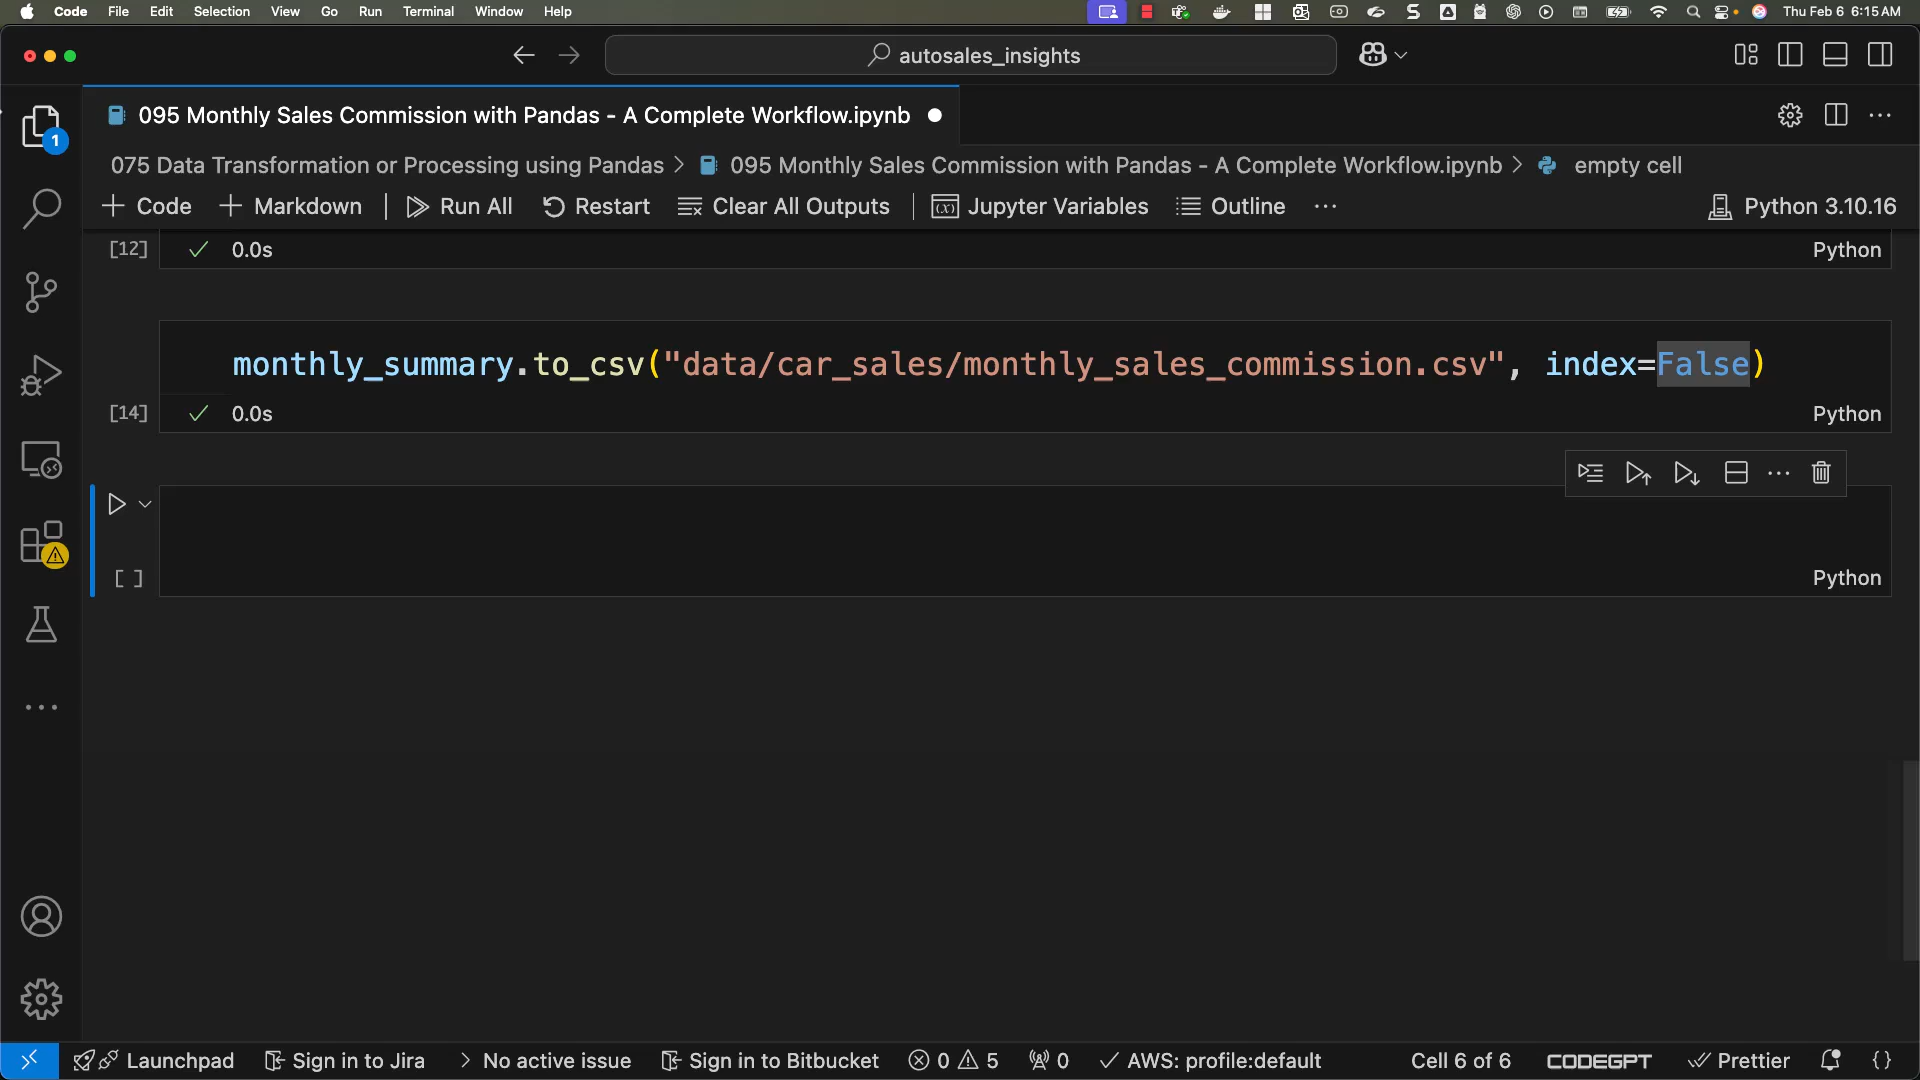 Code File Edit Selection View Go Run Terminal Window Help Thu Feb 6 6:15 AM
autosales_insights
095 Monthly Sales Commission with Pandas - A Complete Workflow.ipynb
1
075 Data Transformation or Processing using Pandas > 095 Monthly Sales Commission with Pandas - A Complete Workflow.ipynb > empty cell
+ Code + Markdown Run All Restart Clear All Outputs Jupyter Variables Outline ... Python 3.10.16
[12] 0.0s Python
monthly_summary.to_csv("data/car_sales/monthly_sales_commission.csv", index=False)
[14] 0.0s Python
[ ] Python
Launchpad Sign in to Jira > No active issue Sign in to Bitbucket 0 5 0 AWS: profile:default Cell 6 of 6 CODEGPT Prettier {}